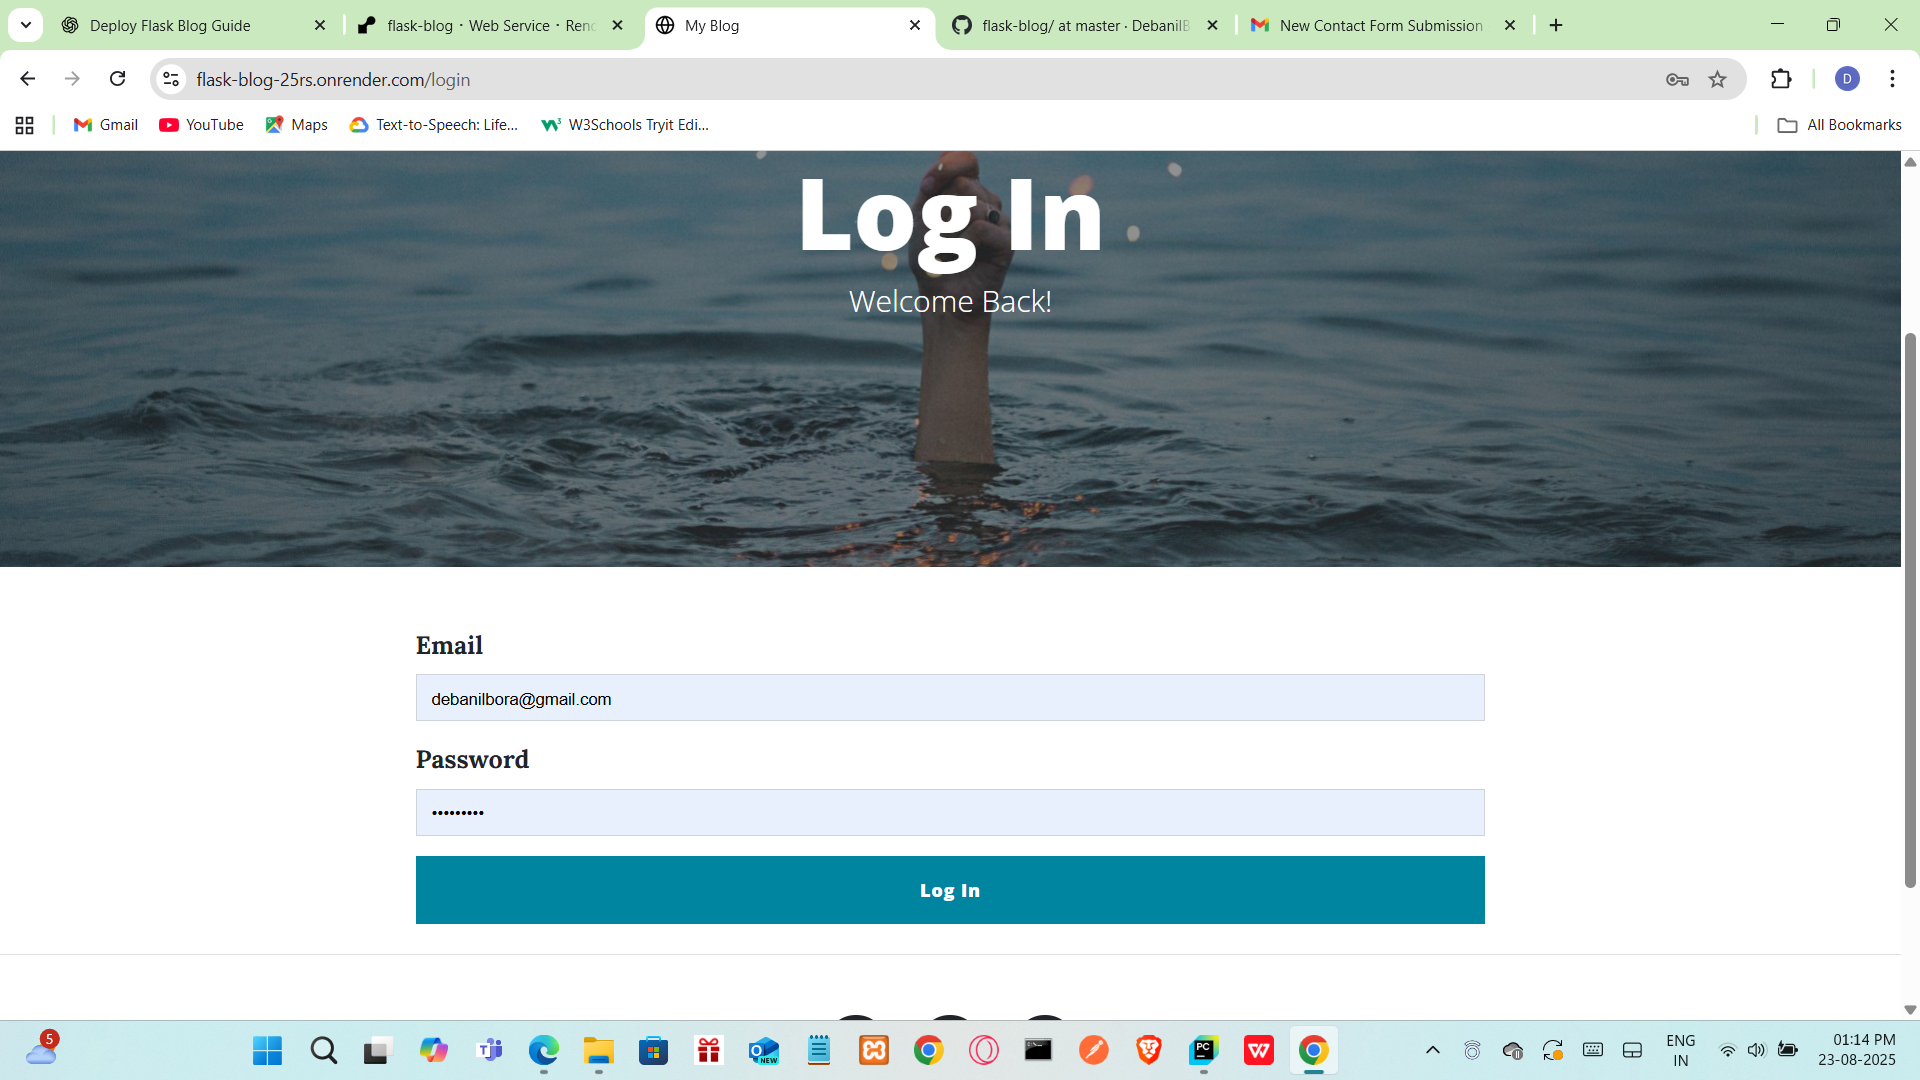 Deploy Flask Blog Guide
flask-blog · Web Service · Ren
My Blog
flask-blog/ at master · DebanilB
New Contact Form Submission
flask-blog-25rs.onrender.com/login
D
Gmail
YouTube
Maps
Text-to-Speech: Life...
W3Schools Tryit Edi...
All Bookmarks
Log In
Welcome Back!
Email
debanilbora@gmail.com
Password
•••••••••
Log In
5
NEW
PC
ENG
IN
01:14 PM
23-08-2025